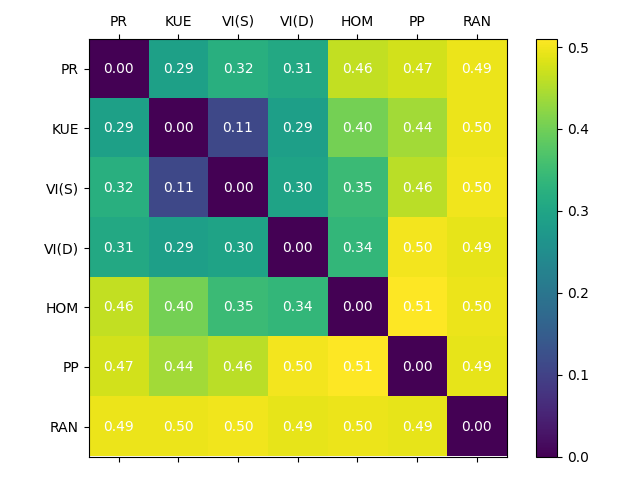 PR KUE VI(S) VI(D) HOM PP RAN
PR 0.00 0.29 0.32 0.31 0.46 0.47 0.49
KUE 0.29 0.00 0.11 0.29 0.40 0.44 0.50
VI(S) 0.32 0.11 0.00 0.30 0.35 0.46 0.50
VI(D) 0.31 0.29 0.30 0.00 0.34 0.50 0.49
HOM 0.46 0.40 0.35 0.34 0.00 0.51 0.50
PP 0.47 0.44 0.46 0.50 0.51 0.00 0.49
RAN 0.49 0.50 0.50 0.49 0.50 0.49 0.00
0.5
0.4
0.3
0.2
0.1
0.0